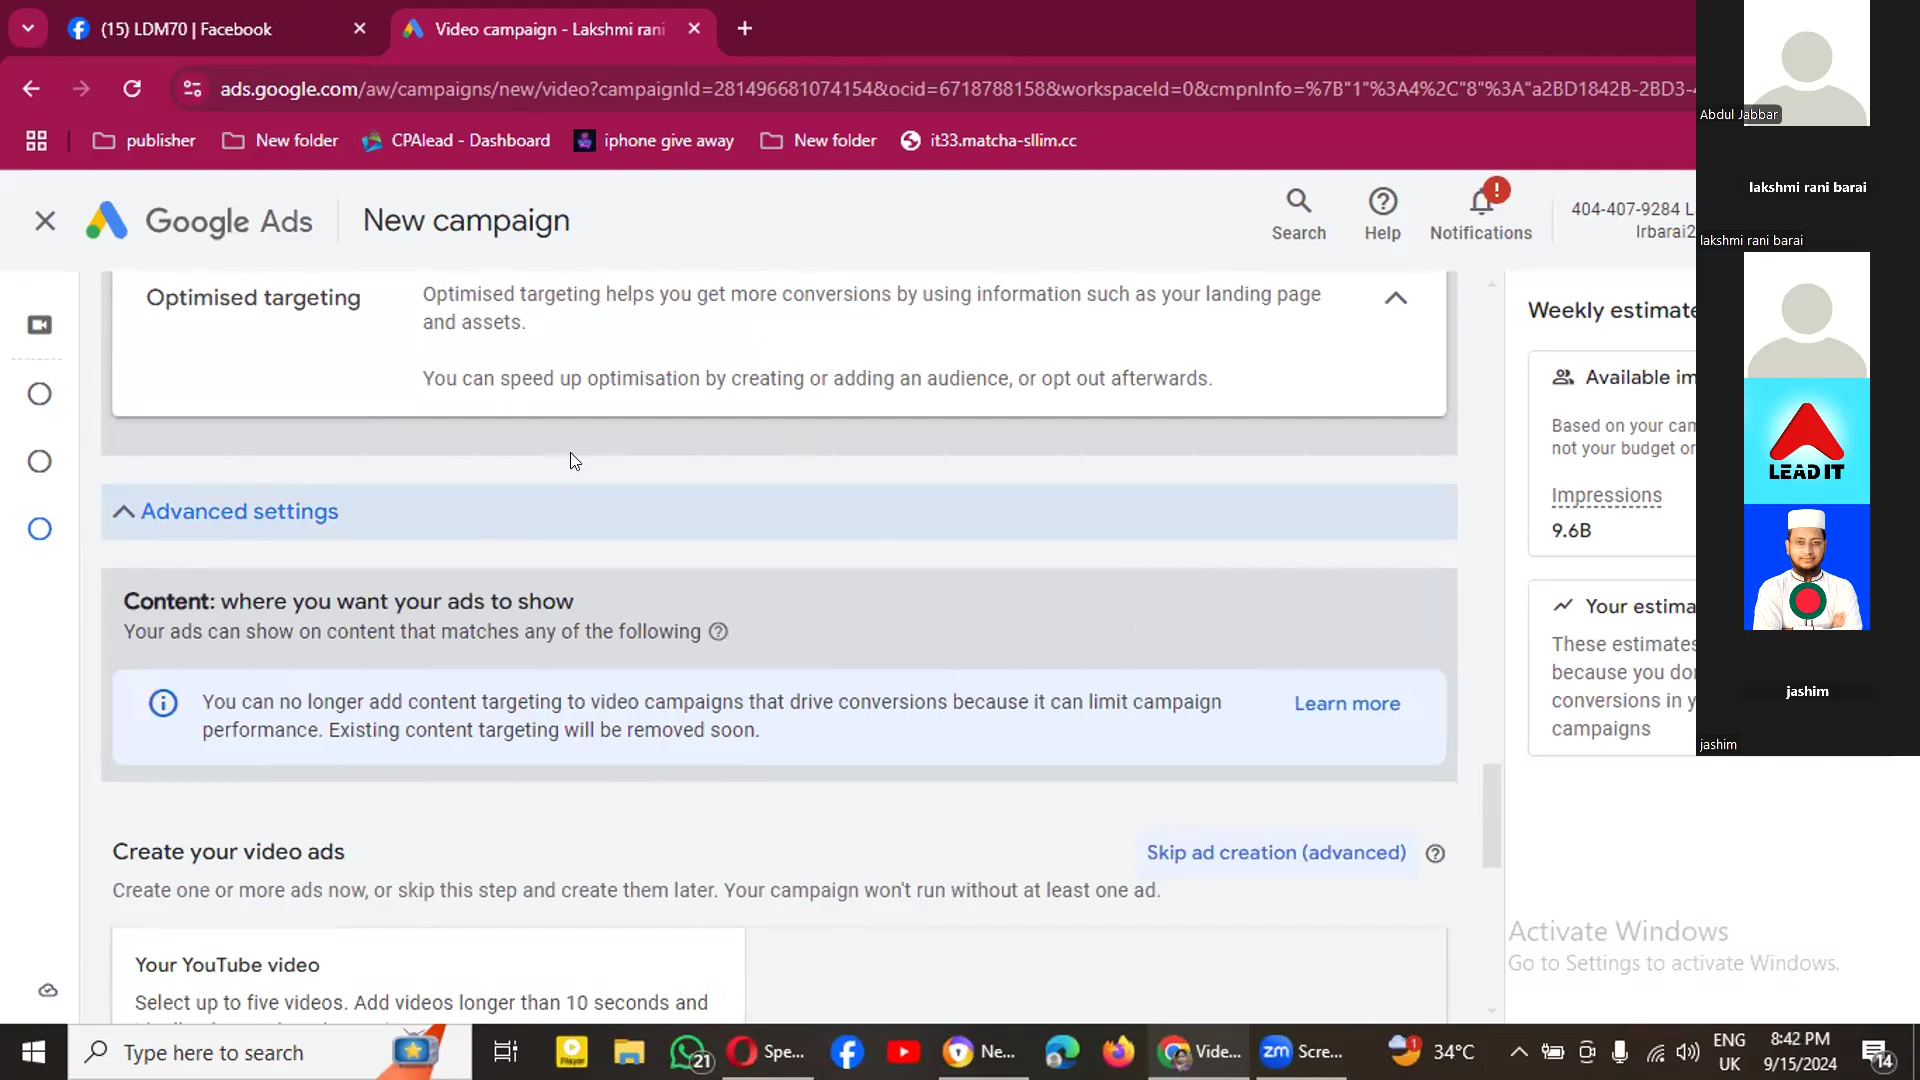 (15) LDM70 | Facebook
Video campaign - Lakshmi rani
ads.google.com/aw/campaigns/new/video?campaignId=281496681074154&ocid=6718788158&workspaceId=0&cmpnInfo=%7B"1"%3A4%2C"8"%3A"a2BD1842B-2BD3-
publisher
New folder
CPAlead - Dashboard
iphone give away
New folder
it33.matcha-sllim.cc
Google Ads
New campaign
Search
Help
Notifications
404-407-9284 L
lrbarai2
Optimised targeting
Optimised targeting helps you get more conversions by using information such as your landing page
and assets.
You can speed up optimisation by creating or adding an audience, or opt out afterwards.
Advanced settings
Content: where you want your ads to show
Your ads can show on content that matches any of the following
You can no longer add content targeting to video campaigns that drive conversions because it can limit campaign
performance. Existing content targeting will be removed soon.
Learn more
Create your video ads
Skip ad creation (advanced)
Create one or more ads now, or skip this step and create them later. Your campaign won't run without at least one ad.
Your YouTube video
Select up to five videos. Add videos longer than 10 seconds and
Weekly estimate
Available im
Based on your can
not your budget or
Impressions
9.6B
Your estima
These estimates
because you don
conversions in y
campaigns
Activate Windows
Go to Settings to activate Windows.
Abdul Jabbar
lakshmi rani barai
lakshmi rani barai
LEAD IT
jashim
jashim
Type here to search
Player
21
Spe...
Ne...
Vide...
zm
Scre...
1
34°C
ENG
UK
8:42 PM
9/15/2024
14